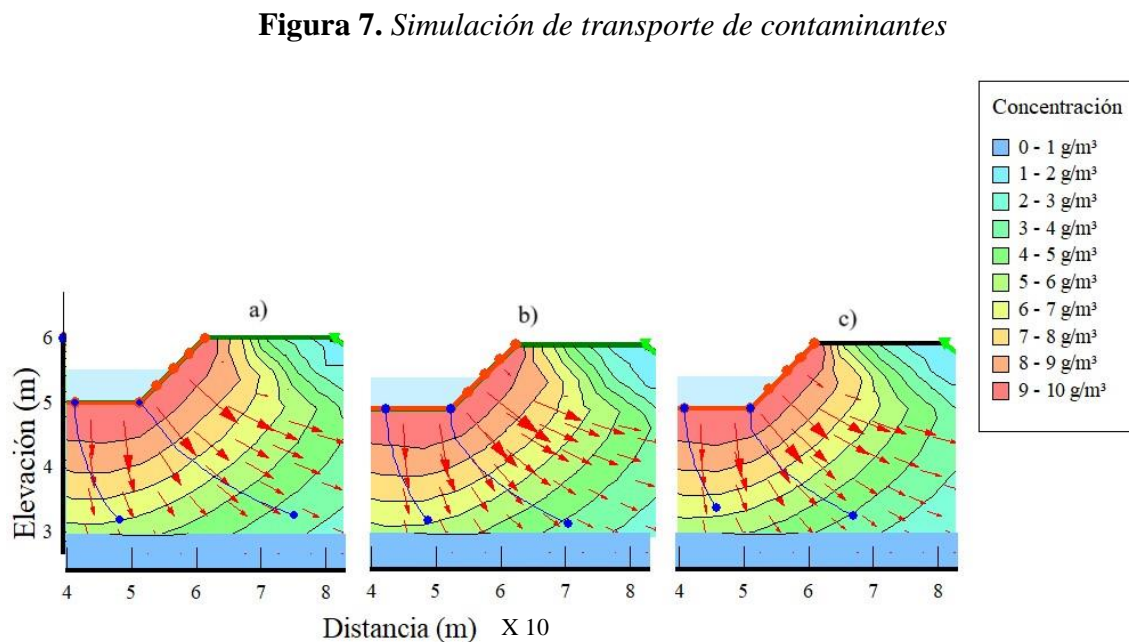 Figura 7. Simulación de transporte de contaminantes
Concentración
0 - 1 g/m³
1 - 2 g/m³
2 - 3 g/m³
3 - 4 g/m³
4 - 5 g/m³
5 - 6 g/m³
6 - 7 g/m³
7 - 8 g/m³
8 - 9 g/m³
9 - 10 g/m³
a)
b)
c)
Elevación (m)
6
5
4
3
4 5 6 7 8
4 5 6 7 8
4 5 6 7 8
Distancia (m) X 10